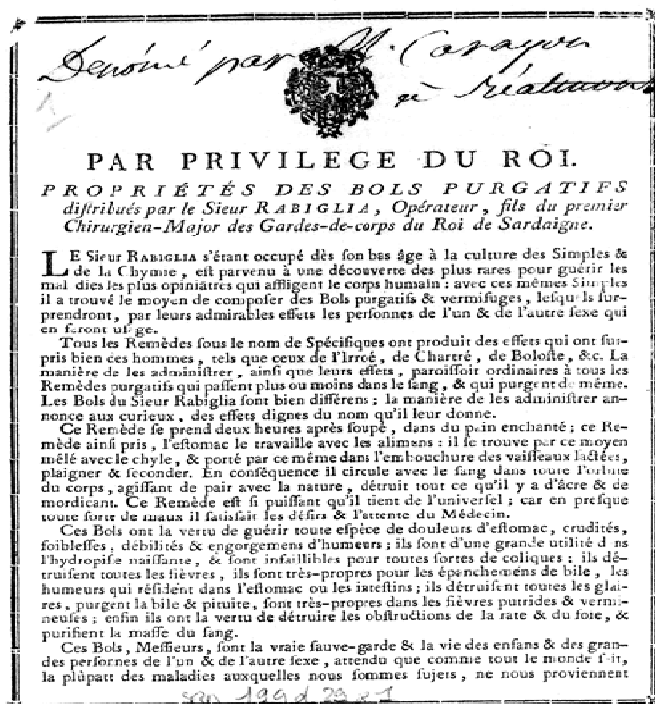 Denomé par M. Carayon
à Réalmont
PAR PRIVILEGE DU ROI.
PROPRIÉTÉS DES BOLS PURGATIFS
distribués par le Sieur RABIGLIA, Opérateur, fils du premier
Chirurgien-Major des Gardes-de-corps du Roi de Sardaigne.
LE Sieur RABIGLIA s'étant occupé dès son bas âge à la culture des Simples &
de la Chymie, est parvenu à une découverte des plus rares pour guérir les
maladies les plus opiniâtres qui affligent le corps humain : avec ces mêmes Simples
il a trouvé le moyen de composer des Bols purgatifs & vermifuges, lesquels sur-
prendront, par leurs admirables effets les personnes de l'un & de l'autre sexe qui
en feront usage.
Tous les Remèdes sous le nom de Spécifiques ont produit des effets qui ont sur-
pris bien ces hommes, tels que ceux de l'Irroé, de Chartré, de Boloste, &c. La
manière de les administrer, ainsi que leurs effets, paroissoit ordinaires à tous les
Remèdes purgatifs qui passent plus ou moins dans le sang, & qui purgent de même.
Les Bols du Sieur Rabiglia sont bien différens ; la manière de les administrer an-
nonce aux curieux, des effets dignes du nom qu'il leur donne.
Ce Remède se prend deux heures après soupé, dans du pain enchanté ; ce Re-
mède ainsi pris, l'estomac le travaille avec les alimens : il se trouve par ce moyen
mêlé avec le chyle, & porté par ce même dans l'embouchure des vaisseaux lactées,
plaigner & seconder. En conséquence il circule avec le sang dans toute
du corps, agissant de pair avec la nature, détruit tout ce qu'il y a d'âcre & de
mordicant. Ce Remède est si puissant qu'il tient de l'universel ; car en presque
toute sorte de maux il satisfait les désirs & l'attente du Médecin.
Ces Bols ont la vertu de guérir toute espèce de douleurs d'estomac, crudités,
foiblesses, débilités & engorgemens d'humeurs ; ils sont d'une grande utilité dans
l'hydropisie naissante, & sont infaillibles pour toutes sortes de coliques ; ils dé-
truisent toutes les fièvres, ils sont très-propres pour les épanchemens de bile, les
humeurs qui résident dans l'estomac ou les intestins ; ils détruisent toutes les glai-
res, purgent la bile & pituite, sont très-propres dans les fièvres putrides & vermi-
neuses ; enfin ils ont la vertu de détruire les obstructions de la rate & du foie, &
purifient la masse du sang.
Ces Bols, Messieurs, sont la vraie sauve-garde & la vie des enfans & des gran-
des personnes de l'un & de l'autre sexe, attendu que comme tout le monde sait,
la plûpart des maladies auxquelles nous sommes sujets, ne nous proviennent